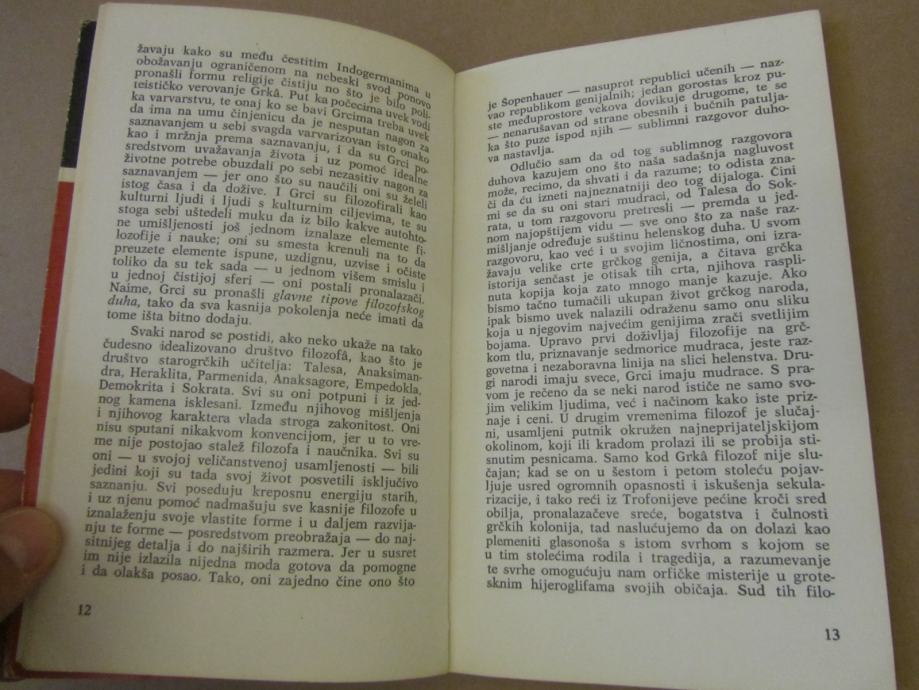 žavaju kako su među čestitim Indogermanima u
obožavanju ograničenom na nebeski svod ponovo
pronašli formu religije čistiju no što je bilo poli-
teističko verovanje Grkâ. Put ka počecima uvek vodi
ka varvarstvu, te onaj ko se bavi Grcima treba uvek
da ima na umu činjenicu da je nesputan nagon za
saznavanjem u sebi svagda varvarizovan isto onako
kao i mržnja prema saznavanju, i da su Grci po-
sredstvom uvažavanja života i uz pomoć idealne
životne potrebe obuzdali po sebi nezasitiv nagon za
saznavanjem — jer ono što su naučili oni su želeli
istog časa i da dožive. I Grci su filozofirali kao
kulturni ljudi i ljudi s kulturnim ciljevima, te su
stoga sebi uštedeli muku da iz bilo kakve autohto-
ne umišljenosti još jednom iznalaze elemente fi-
lozofije i nauke; oni su smesta krenuli na to da
preuzete elemente ispune, uzdignu, uzvise i očiste
toliko da su tek sada — u jednom višem smislu i
u jednoj čistijoj sferi — oni postali pronalazači.
Naime, Grci su pronašli glavne tipove filozofskog
duha, tako da sva kasnija pokolenja neće imati da
tome išta bitno dodaju.
Svaki narod se postidi, ako neko ukaže na tako
čudesno idealizovano društvo filozofâ, kao što je
društvo starogrčkih učitelja: Talesa, Anaksiman-
dra, Heraklita, Parmenida, Anaksagore, Empedokla,
Demokrita i Sokrata. Svi su oni potpuni i iz jed-
nog kamena isklesani. Između njihovog mišljenja
i njihovog karaktera vlada stroga zakonitost. Oni
nisu sputani nikakvom konvencijom, jer u to vre-
me nije postojao stalež filozofa i naučnika. Svi su
oni — u svojoj veličanstvenoj usamljenosti — bili
jedini koji su tada svoj život posvetili isključivo
saznanju. Svi poseduju kreposnu energiju starih,
i uz njenu pomoć nadmašuju sve kasnije filozofe u
iznalaženju svoje vlastite forme i u daljem razvija-
nju te forme — posredstvom preobražaja — do naj-
sitnijeg detalja i do najširih razmera. Jer u susret
im nije izlazila nijedna moda gotova da pomogne
i da olakša posao. Tako, oni zajedno čine ono što
12
je Šopenhauer — nasuprot republici učenih — naz-
vao republikom genijalnih; jedan gorostas kroz pu-
ste međuprostore vekova dovikuje drugome, te se
— nenarušavan od strane obesnih i bučnih patulja-
ka što puze ispod njih — sublimni razgovor duho-
va nastavlja.
Odlučio sam da od tog sublimnog razgovora
duhova kazujem ono što naša sadašnja nagluvost
može, recimo, da shvati i da razume; to odista zna-
či da ću izneti najneznatniji deo tog dijaloga. Čini
mi se da su oni stari mudraci, od Talesa do Sok-
rata, u tom razgovoru pretresli — premda u jed-
nom najopštijem vidu — sve ono što za naše raz-
mišljanje određuje suštinu helenskog duha. U svom
razgovoru, kao već i u svojim ličnostima, oni izra-
žavaju velike crte grčkog genija, a čitava grčka
istorija senčast je otisak tih crta, njihova raspli-
nuta kopija koja zato mnogo manje kazuje. Ako
bismo tačno tumačili ukupan život grčkog naroda,
ipak bismo uvek nalazili odraženu samo onu sliku
koja u njegovim najvećim genijima zrači svetlijim
bojama. Upravo prvi doživljaj filozofije na grč-
kom tlu, priznavanje sedmorice mudraca, jeste raz-
govetna i nezaboravna linija na slici helenstva. Dru-
gi narodi imaju svece, Grci imaju mudrace. S pra-
vom je rečeno da se neki narod ističe ne samo svo-
jim velikim ljudima, već i načinom kako iste priz-
naje i ceni. U drugim vremenima filozof je slučaj-
ni, usamljeni putnik okružen najneprijateljskijom
okolinom, koji ili kradom prolazi ili se probija sti-
snutim pesnicama. Samo kod Grkâ filozof nije slu-
čajan; kad se on u šestom i petom stoleću pojav-
ljuje usred ogromnih opasnosti i iskušenja sekula-
rizacije, i tako reći iz Trofonijeve pećine kroči sred
obilja, pronalazačeve sreće, bogatstva i čulnosti
grčkih kolonija, tad naslućujemo da on dolazi kao
plemeniti glasonoša s istom svrhom s kojom se
u tim stolećima rodila i tragedija, a razumevanje
te svrhe omogućuju nam orfičke misterije u grote-
sknim hijeroglifama svojih običaja. Sud tih filo-
13